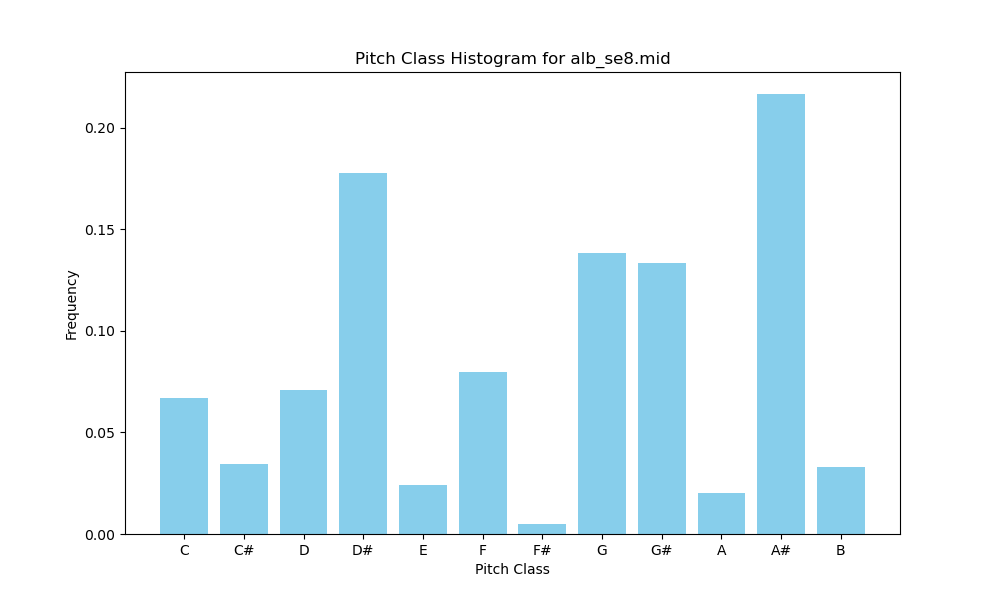 Pitch Class Histogram for alb_se8.mid
Frequency
0.20
0.15
0.10
0.05
0.00
C C# D D# E F F# G G# A A# B
Pitch Class